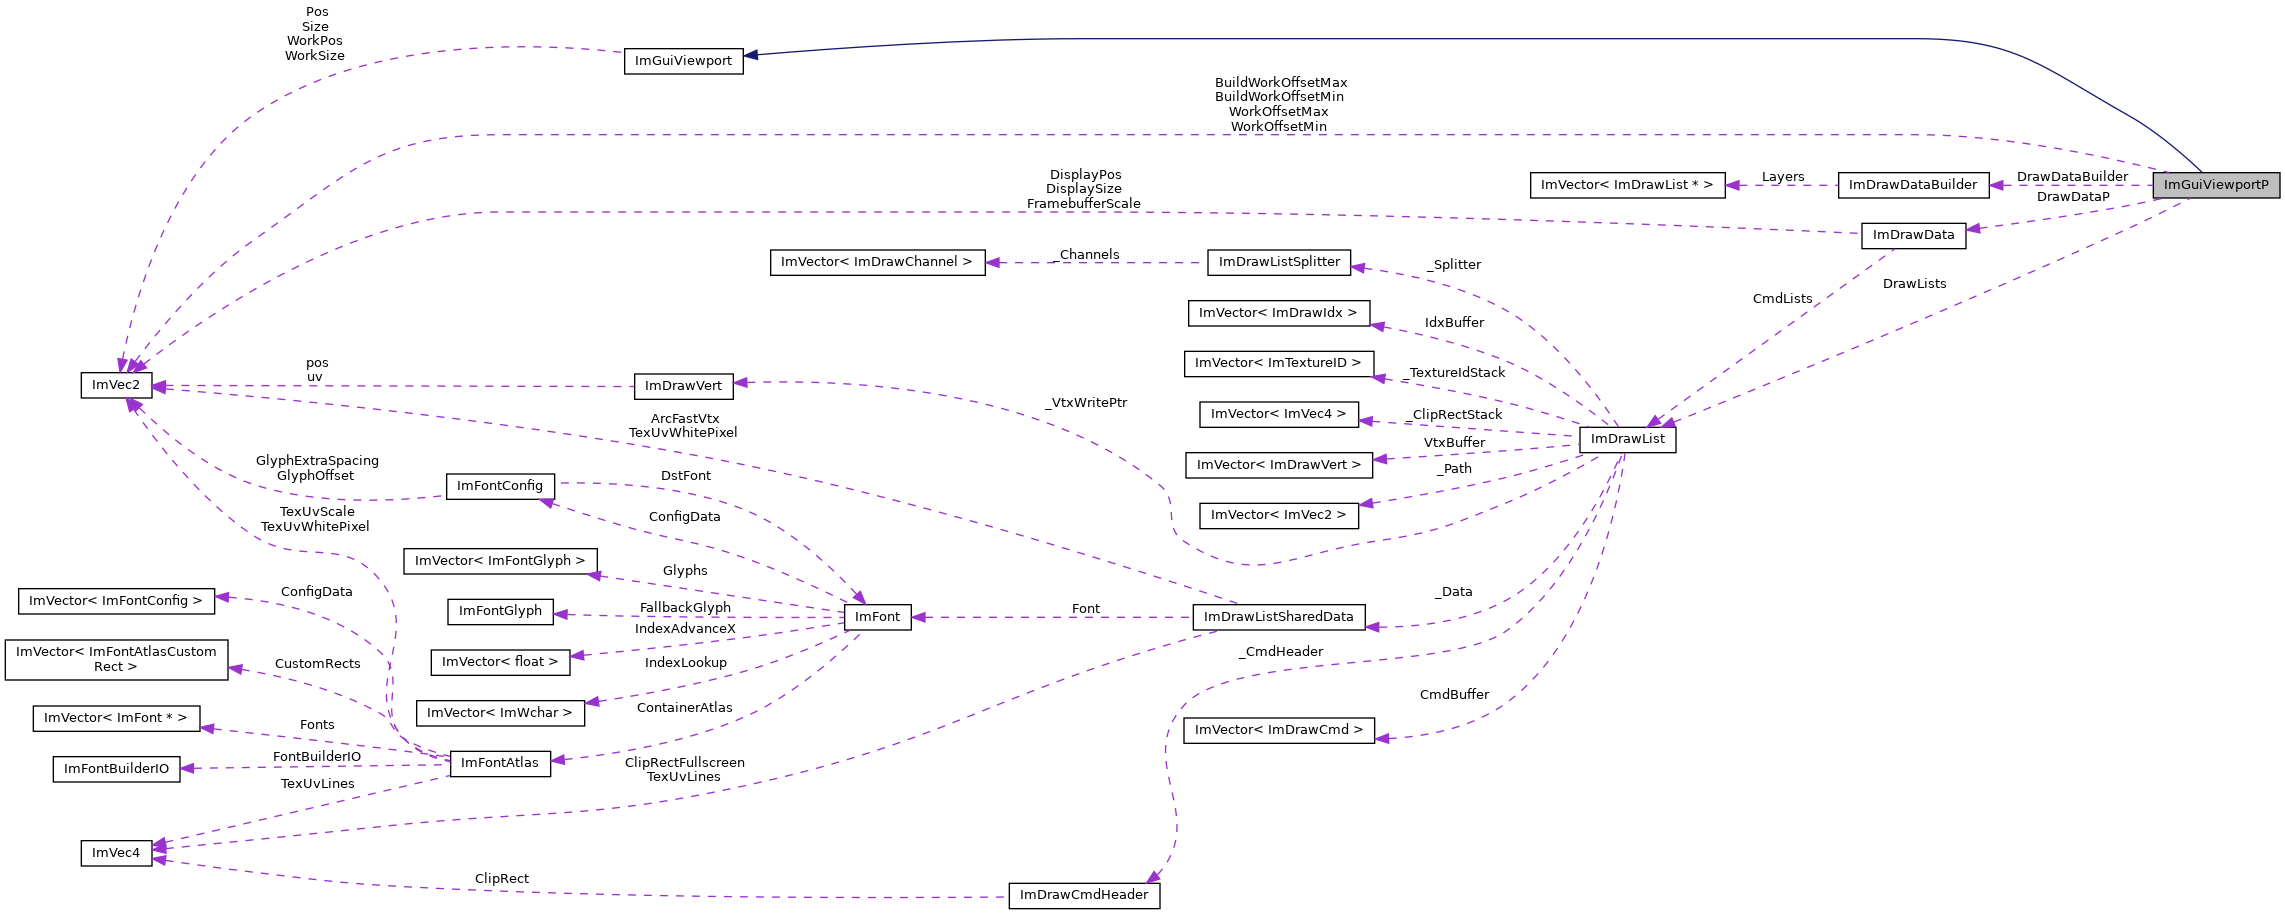 Pos
Size
WorkPos
WorkSize
ImGuiViewport
BuildWorkOffsetMax
BuildWorkOffsetMin
WorkOffsetMax
WorkOffsetMin
DisplayPos
DisplaySize
FramebufferScale
ImVector< ImDrawList * >
Layers
ImDrawDataBuilder
DrawDataBuilder
ImGuiViewportP
DrawDataP
ImDrawData
ImVector< ImDrawChannel >
_Channels
ImDrawListSplitter
_Splitter
CmdLists
DrawLists
ImVector< ImDrawIdx >
IdxBuffer
ImVector< ImTextureID >
_TextureIdStack
ImVec2
pos
uv
ImDrawVert
_VtxWritePtr
ImVector< ImVec4 >
_ClipRectStack
ArcFastVtx
TexUvWhitePixel
VtxBuffer
ImDrawList
ImVector< ImDrawVert >
_Path
GlyphExtraSpacing
GlyphOffset
ImFontConfig
DstFont
ImVector< ImVec2 >
TexUvScale
TexUvWhitePixel
ConfigData
ImVector< ImFontGlyph >
Glyphs
ImVector< ImFontConfig >
ConfigData
ImFontGlyph
FallbackGlyph
ImFont
Font
ImDrawListSharedData
_Data
IndexAdvanceX
ImVector< ImFontAtlasCustom
Rect >
CustomRects
ImVector< float >
IndexLookup
_CmdHeader
CmdBuffer
ImVector< ImFont * >
Fonts
ImVector< ImWchar >
ContainerAtlas
ImVector< ImDrawCmd >
ImFontBuilderIO
FontBuilderIO
ImFontAtlas
ClipRectFullscreen
TexUvLines
TexUvLines
ImVec4
ClipRect
ImDrawCmdHeader